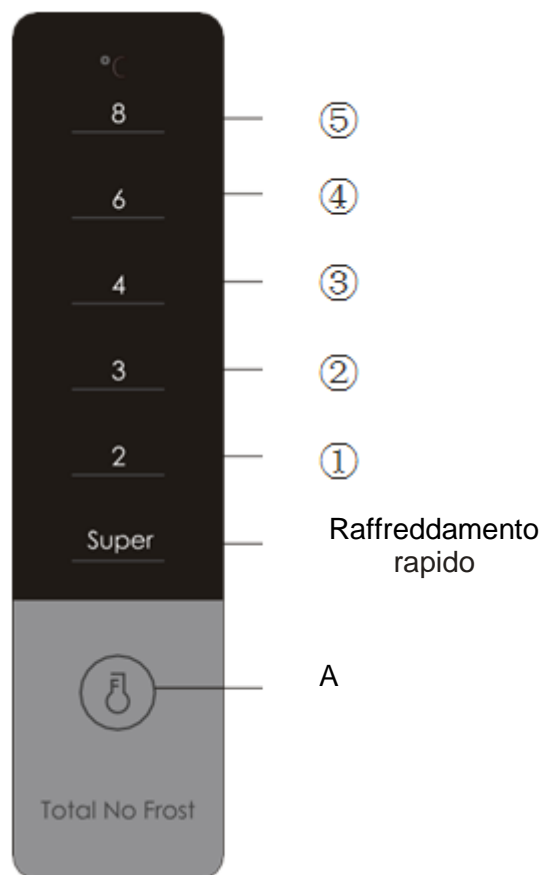 °C
8 ⑤
6 ④
4 ③
3 ②
2 ①
Super Raffreddamento
rapido
A
Total No Frost